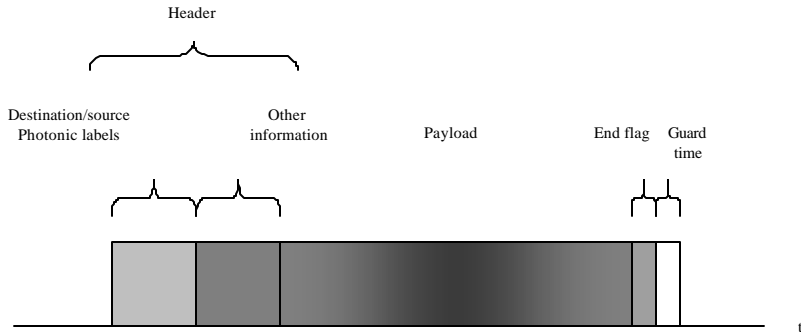 Header
Destination/source
Photonic labels
Other
information
Payload
End flag
Guard
time
t